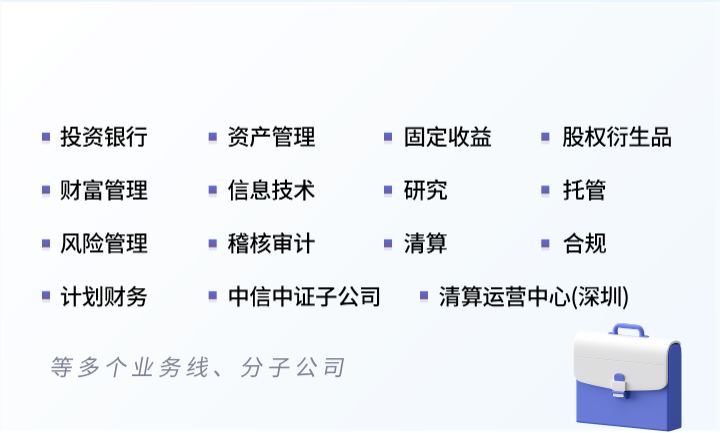 投资银行 资产管理 固定收益 股权衍生品
财富管理 信息技术 研究 托管
风险管理 稽核审计 清算 合规
计划财务 中信中证子公司 清算运营中心(深圳)
等多个业务线、分子公司